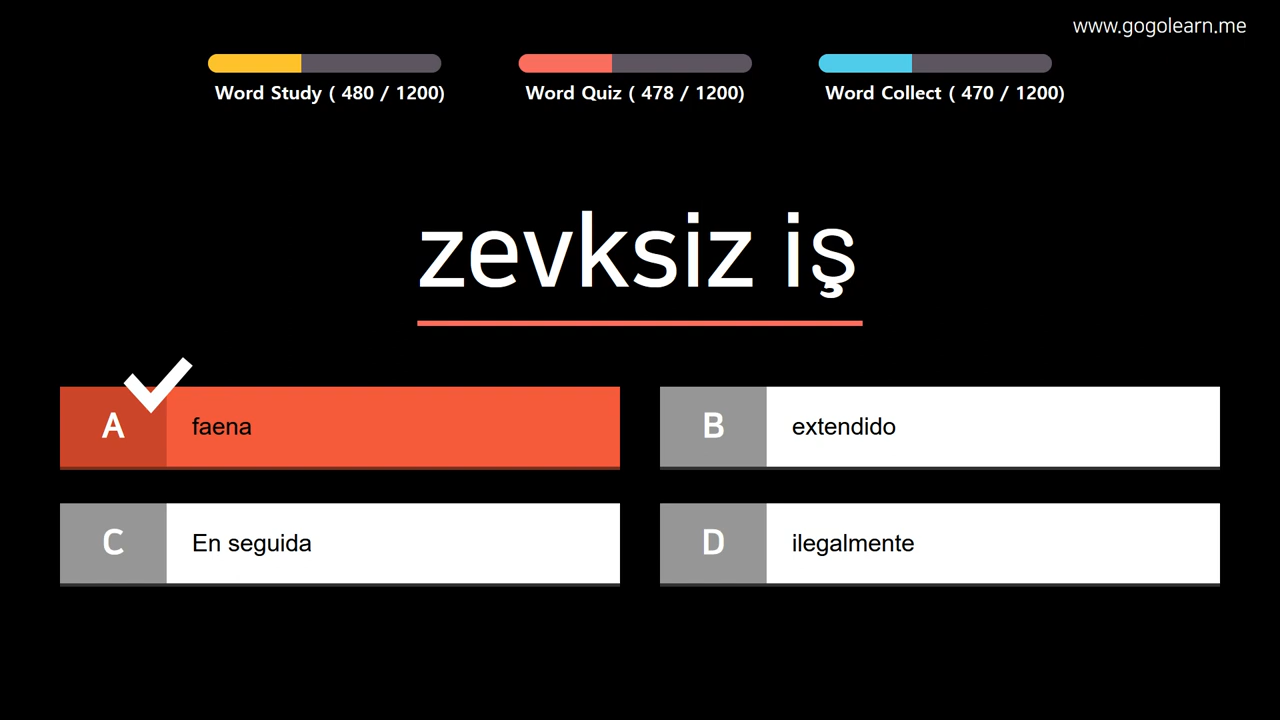 www.gogolearn.me
Word Study ( 480 / 1200)
Word Quiz ( 478 / 1200)
Word Collect ( 470 / 1200)
zevksiz iş
A faena
B extendido
C En seguida
D ilegalmente